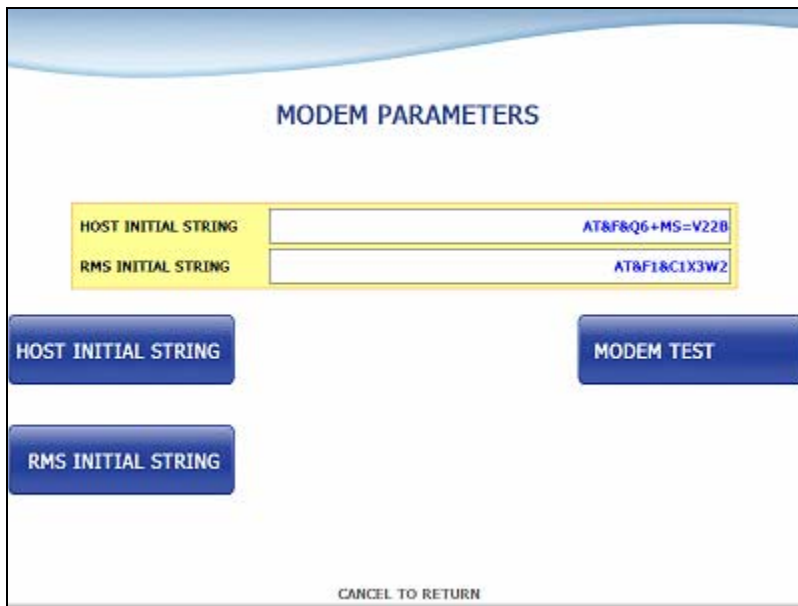 MODEM PARAMETERS
HOST INITIAL STRING AT&F&Q6+MS=V22B
RMS INITIAL STRING AT&F1&C1X3W2
HOST INITIAL STRING MODEM TEST
RMS INITIAL STRING
CANCEL TO RETURN